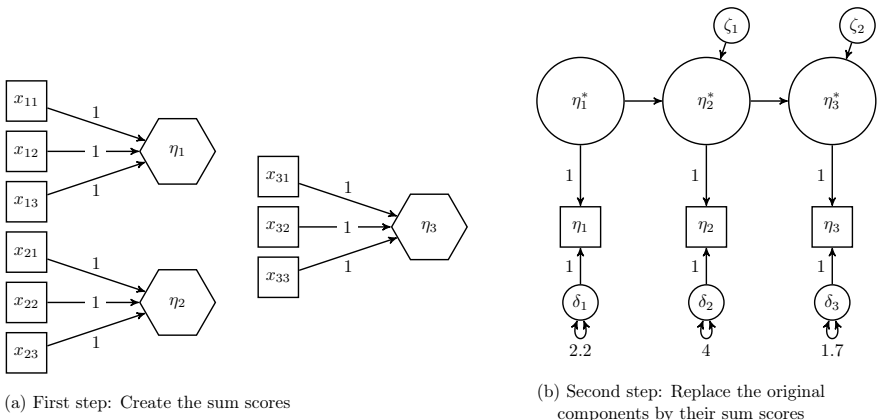 x₁₁
x₁₂
x₁₃
1
1
1
η₁
x₂₁
x₂₂
x₂₃
1
1
1
η₂
x₃₁
x₃₂
x₃₃
1
1
1
η₃
(a) First step: Create the sum scores
ζ₁
ζ₂
η₁*
η₂*
η₃*
1
1
1
η₁
η₂
η₃
1
1
1
δ₁
δ₂
δ₃
2.2
4
1.7
(b) Second step: Replace the original
components by their sum scores